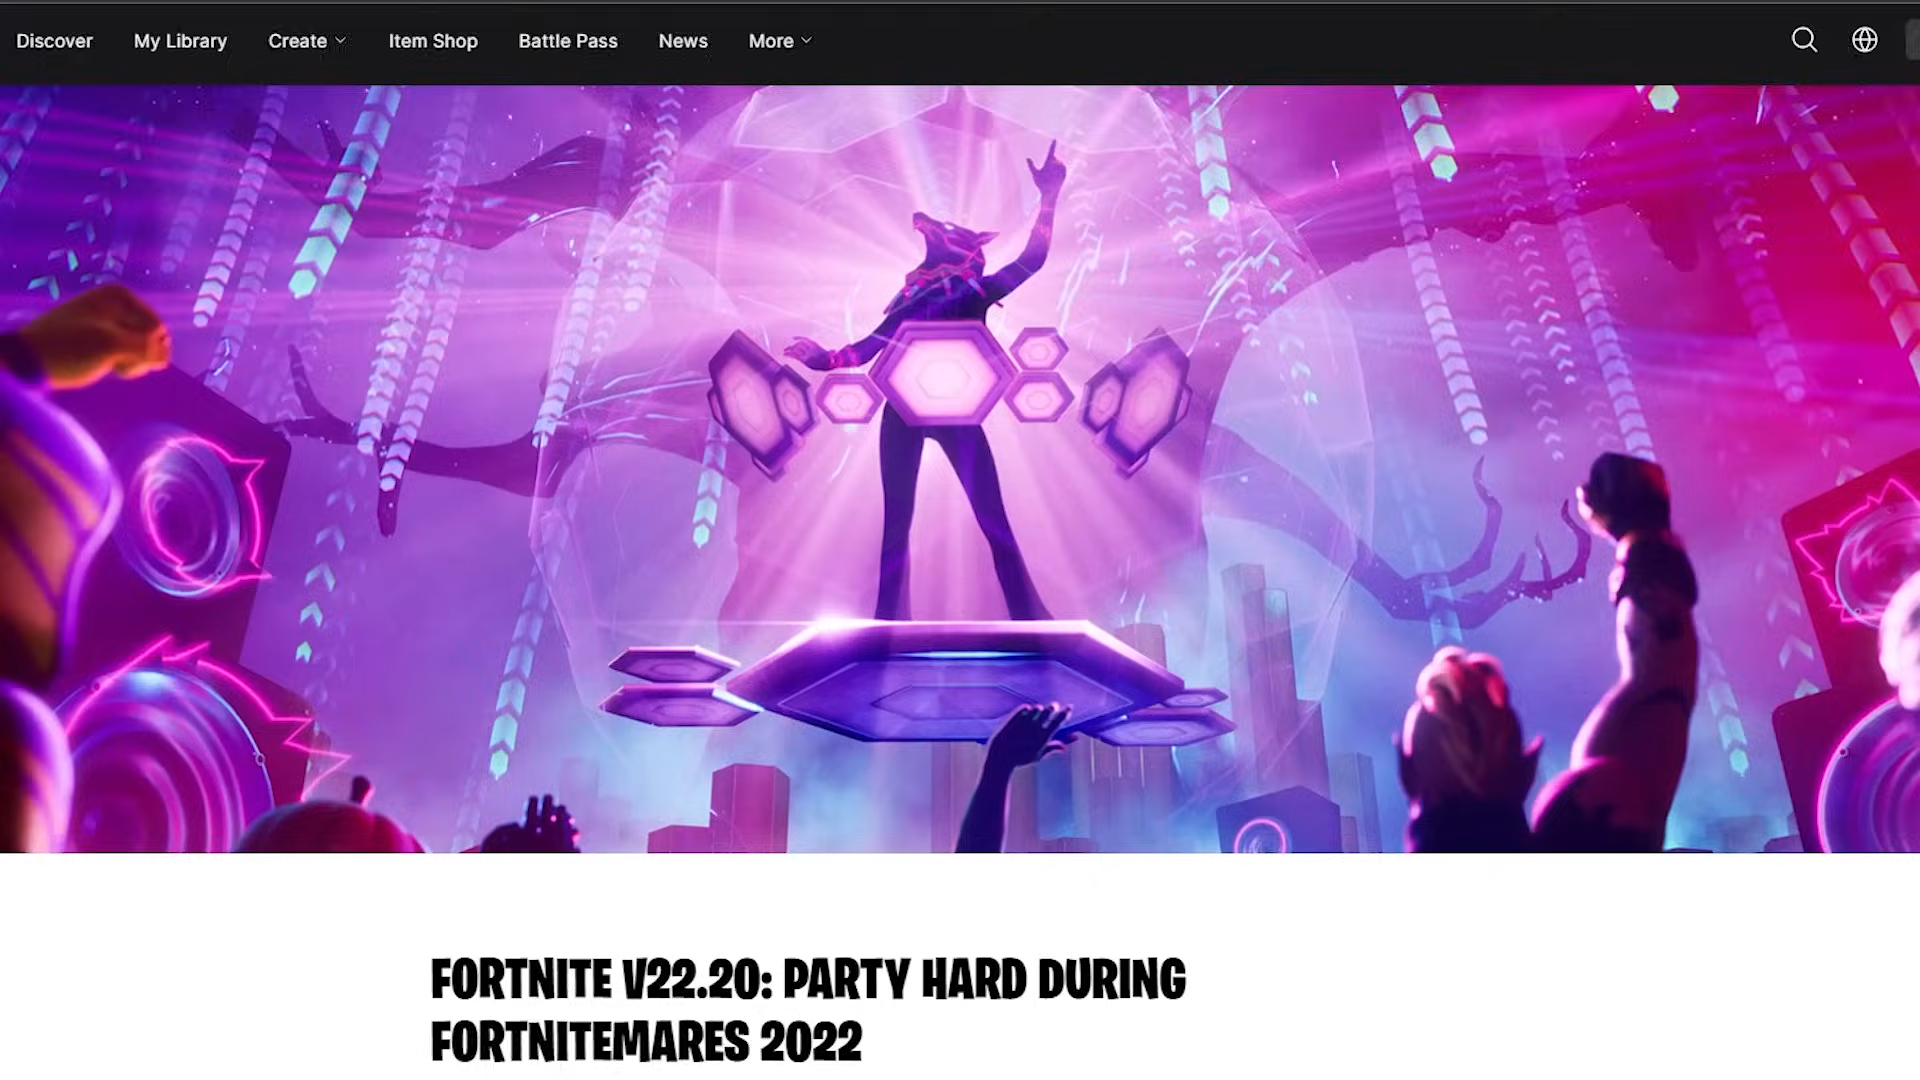 Discover My Library Create Item Shop Battle Pass News More
FORTNITE V22.20: PARTY HARD DURING
FORTNITEMARES 2022